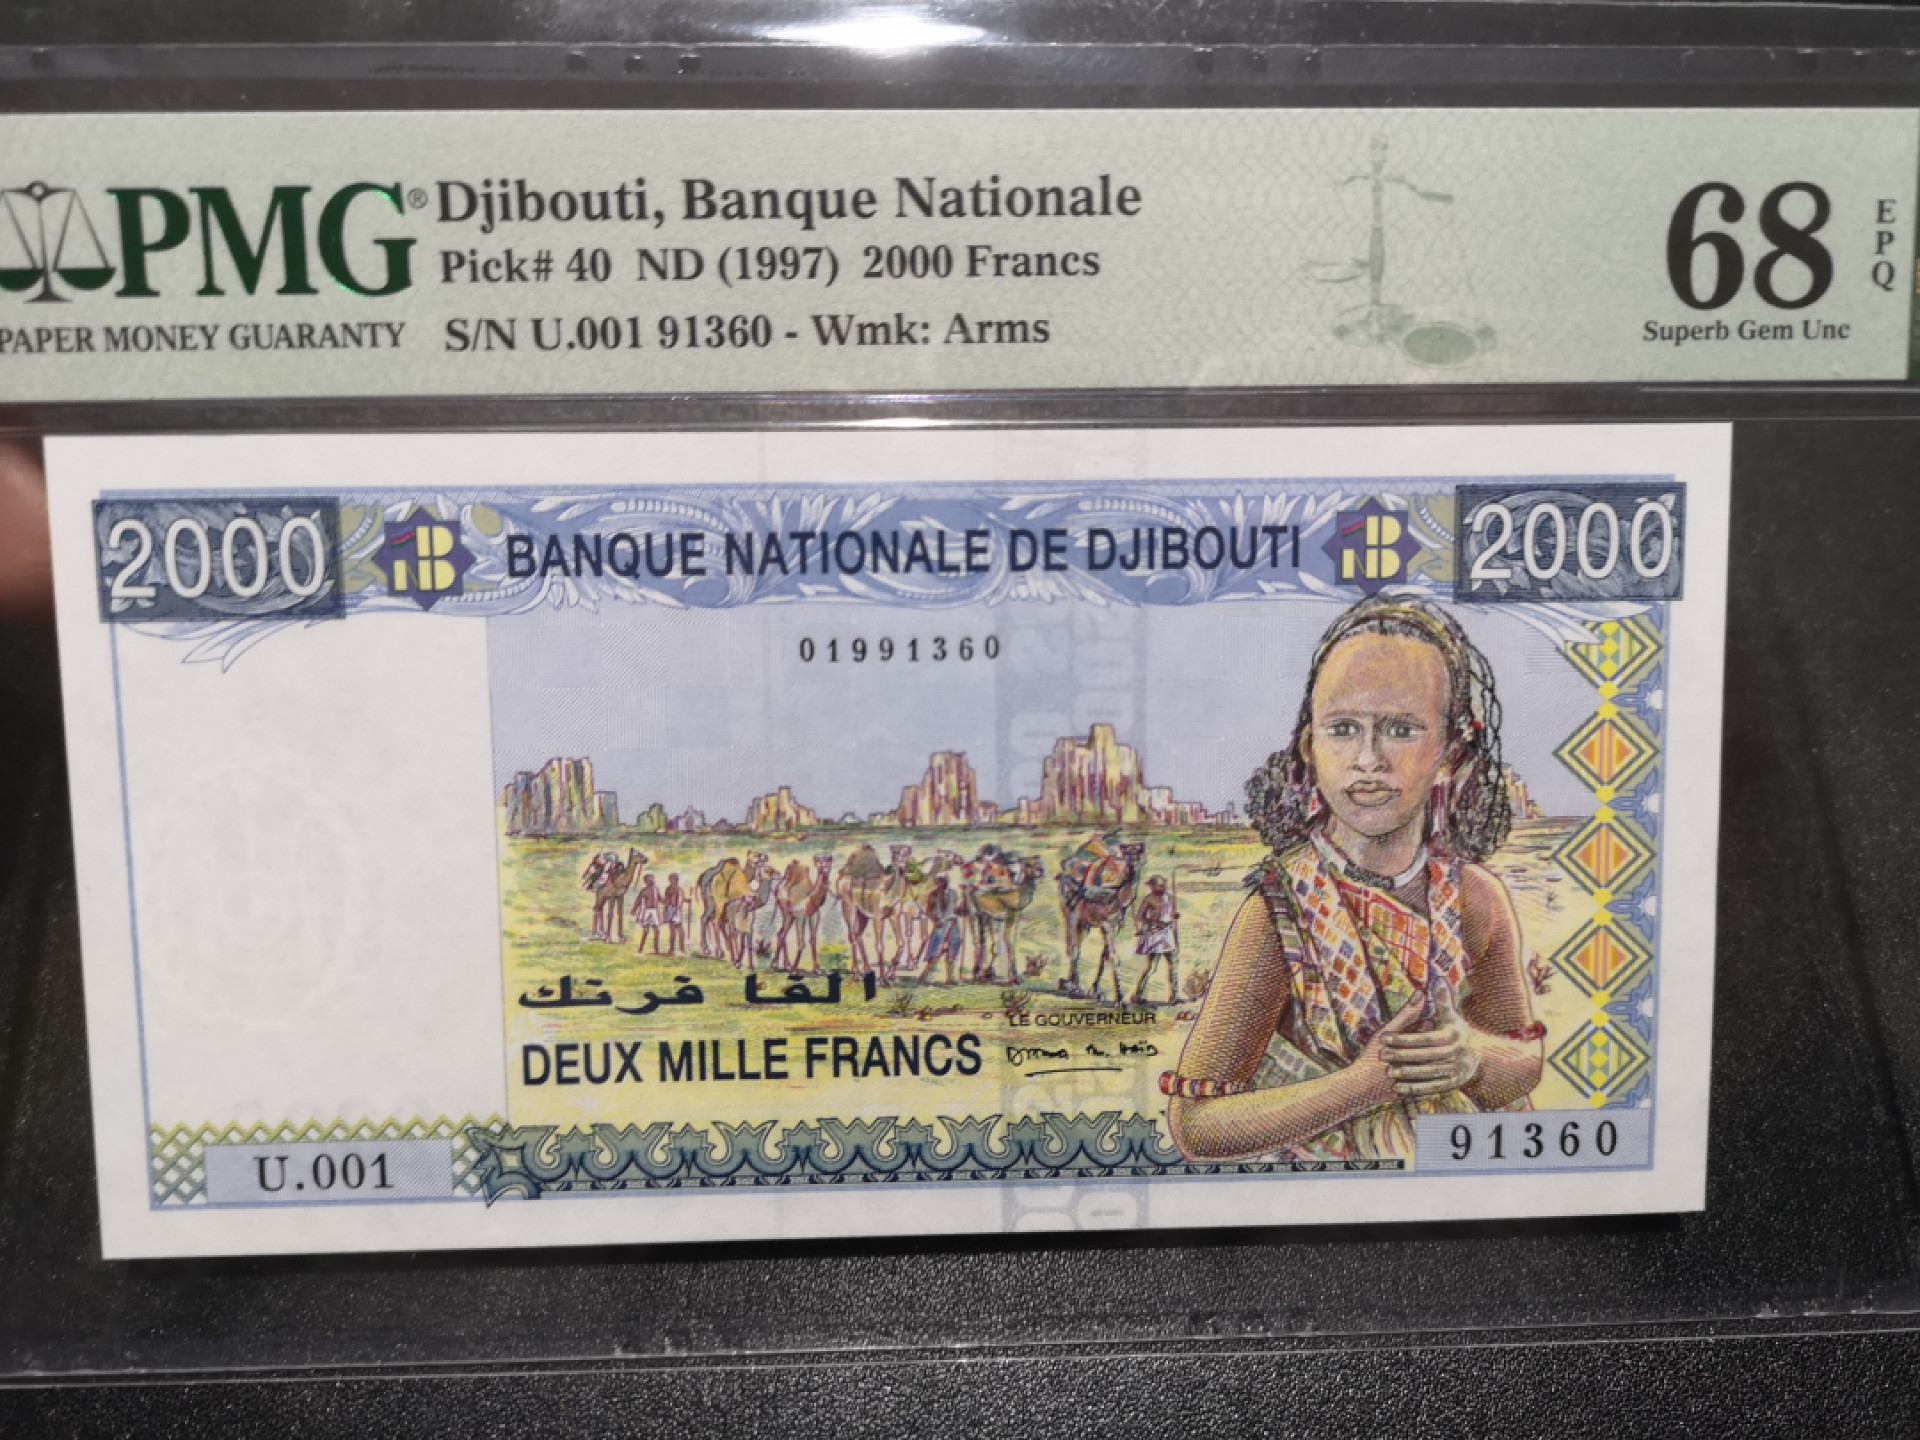 PMG®
PAPER MONEY GUARANTY
Djibouti, Banque Nationale
Pick# 40 ND (1997) 2000 Francs
S/N U.001 91360 - Wmk: Arms
68
EPQ
Superb Gem Unc
2000 BNB BANQUE NATIONALE DE DJIBOUTI BNB 2000
01991360
الفا فرنك
LE GOUVERNEUR
DEUX MILLE FRANCS
U.001
91360